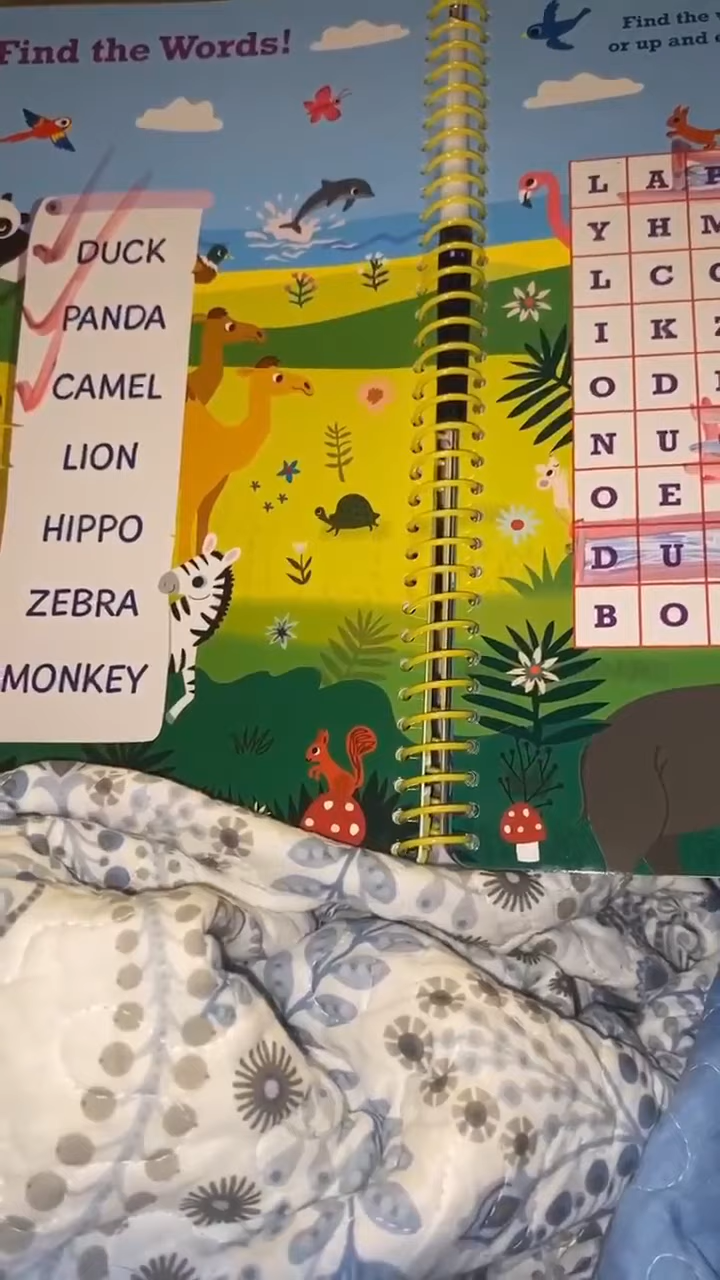 Find the Words!
Find the
or up and
DUCK
PANDA
CAMEL
LION
HIPPO
ZEBRA
MONKEY
L A
Y H M
L C
I K
O D
N U
O E
D U
B O